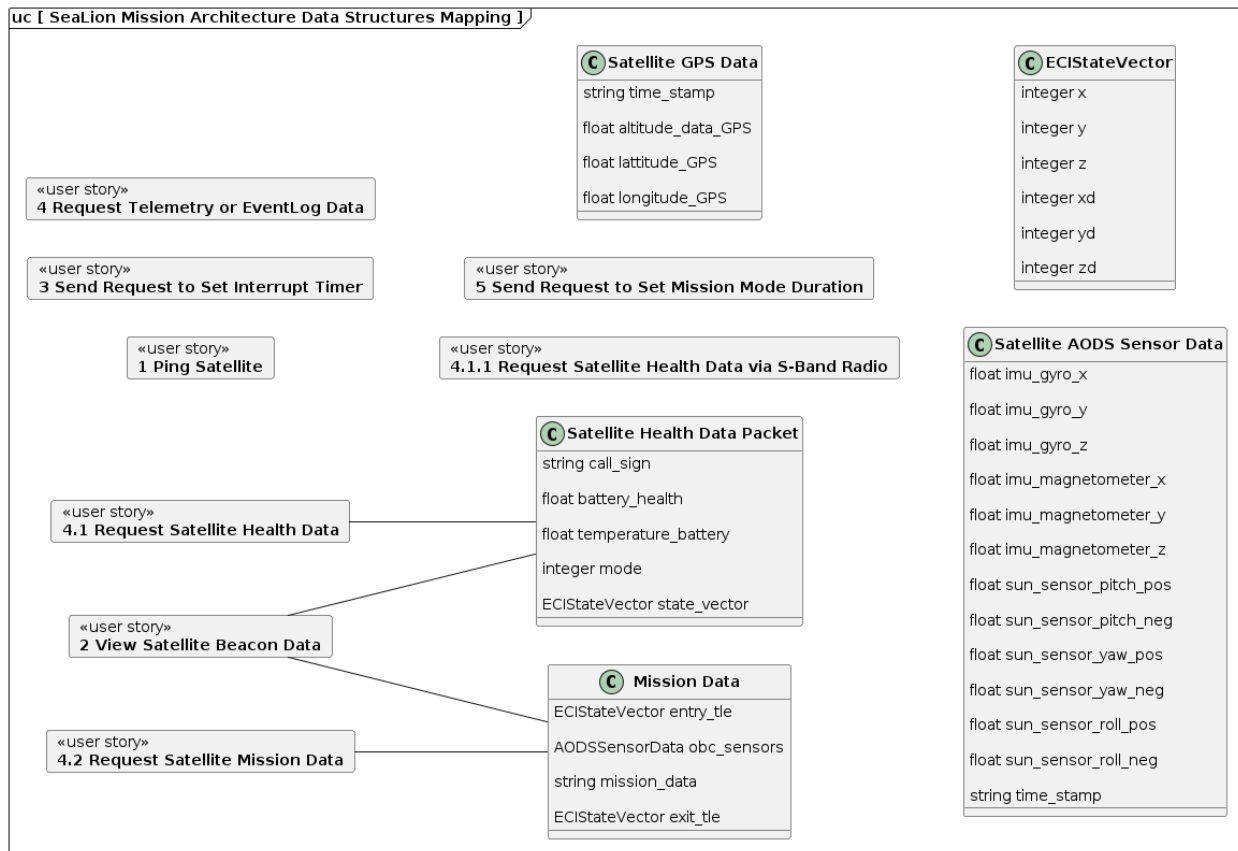 uc [ SeaLion Mission Architecture Data Structures Mapping ]
C Satellite GPS Data
string time_stamp
float altitude_data_GPS
float lattitude_GPS
float longitude_GPS
C ECIStateVector
integer x
integer y
integer z
integer xd
integer yd
integer zd
«user story»
4 Request Telemetry or EventLog Data
«user story»
3 Send Request to Set Interrupt Timer
«user story»
5 Send Request to Set Mission Mode Duration
«user story»
1 Ping Satellite
«user story»
4.1.1 Request Satellite Health Data via S-Band Radio
C Satellite AODS Sensor Data
float imu_gyro_x
float imu_gyro_y
float imu_gyro_z
float imu_magnetometer_x
float imu_magnetometer_y
float imu_magnetometer_z
float sun_sensor_pitch_pos
float sun_sensor_pitch_neg
float sun_sensor_yaw_pos
float sun_sensor_yaw_neg
float sun_sensor_roll_pos
float sun_sensor_roll_neg
string time_stamp
C Satellite Health Data Packet
string call_sign
float battery_health
float temperature_battery
integer mode
ECIStateVector state_vector
«user story»
4.1 Request Satellite Health Data
«user story»
2 View Satellite Beacon Data
C Mission Data
ECIStateVector entry_tle
AODSSensorData obc_sensors
string mission_data
ECIStateVector exit_tle
«user story»
4.2 Request Satellite Mission Data